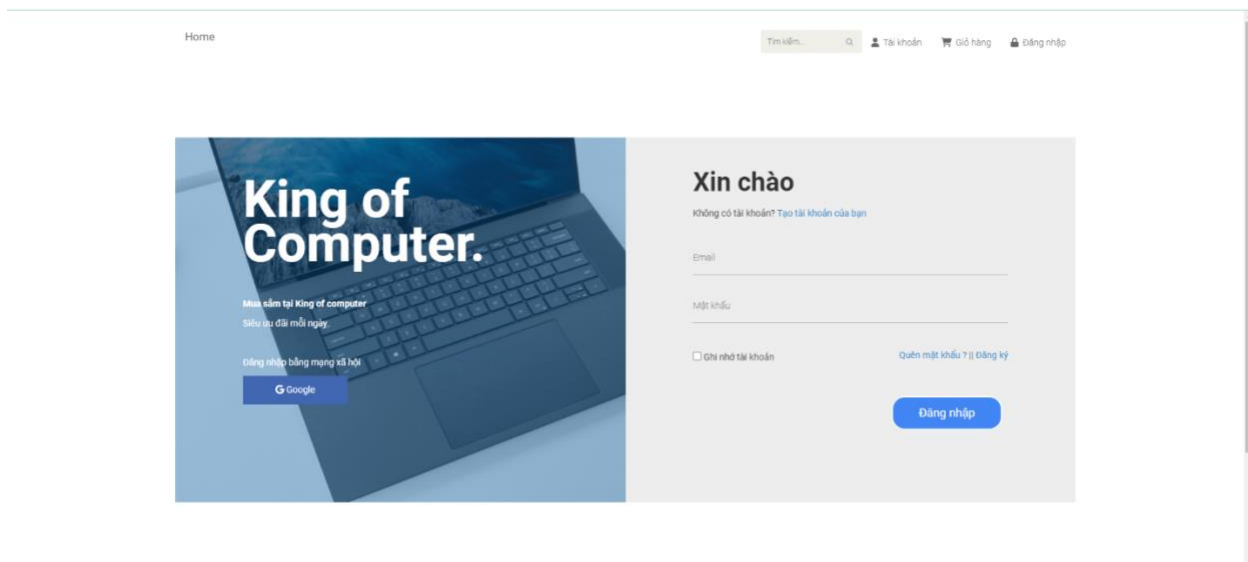 Home
Tìm kiếm...
Tài khoản
Giỏ hàng
Đăng nhập
King of
Computer.
Mua sắm tại King of computer
Siêu ưu đãi mỗi ngày.
Đăng nhập bằng mạng xã hội
G Google
Xin chào
Không có tài khoản? Tạo tài khoản của bạn
Email
Mật khẩu
Ghi nhớ tài khoản
Quên mật khẩu ? || Đăng ký
Đăng nhập